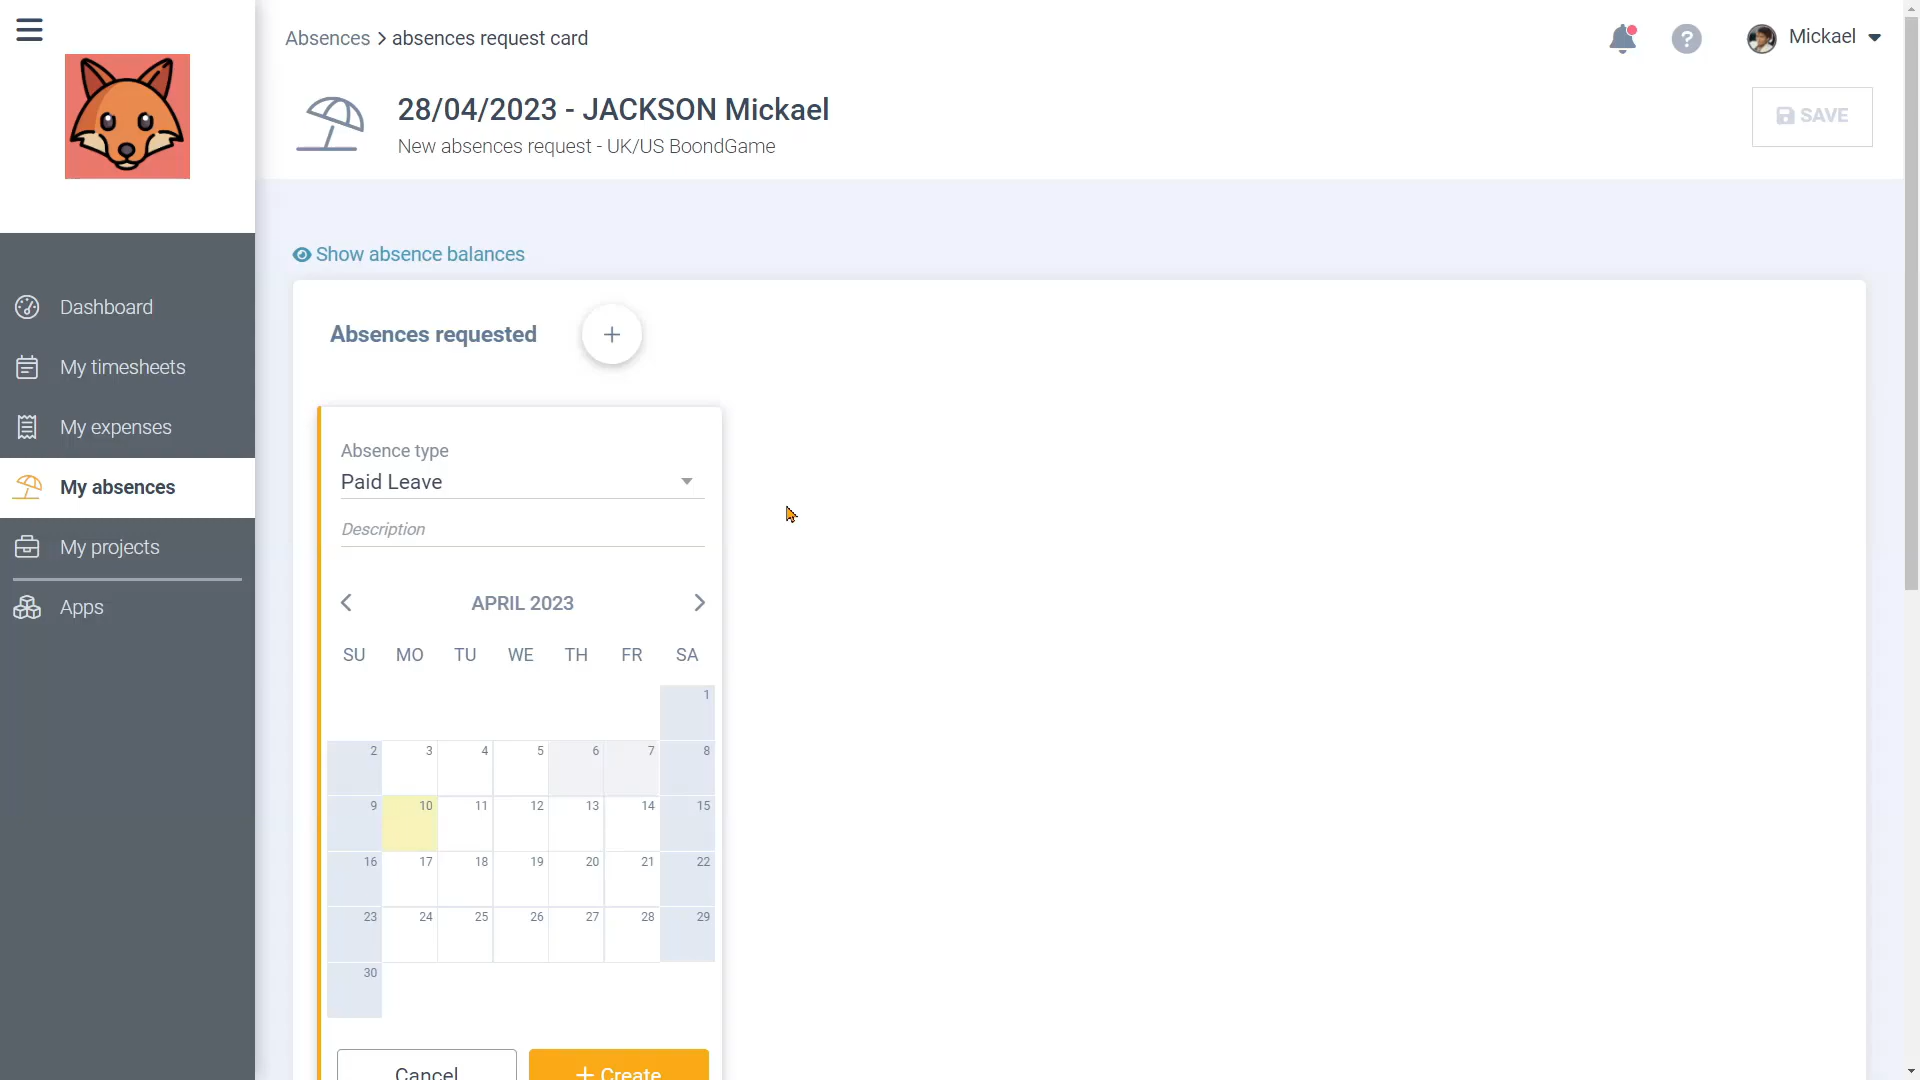 Absences > absences request card
?
Mickael
28/04/2023 - JACKSON Mickael
New absences request - UK/US BoondGame
SAVE
Dashboard
My timesheets
My expenses
My absences
My projects
Apps
Show absence balances
Absences requested
+
Absence type
Paid Leave
Description
APRIL 2023
SU MO TU WE TH FR SA
1
2 3 4 5 6 7 8
9 10 11 12 13 14 15
16 17 18 19 20 21 22
23 24 25 26 27 28 29
30
Cancel
+ Create